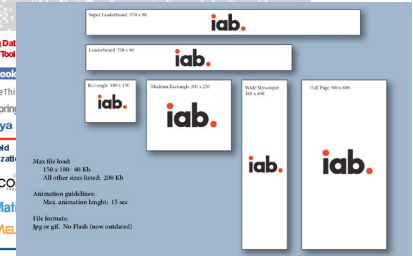 Super Leaderboard 970 x 90
iab.
Leaderboard 728 x 90
iab.
Rectangle 180 x 150
iab.
Medium Rectangle 300 x 250
iab.
Wide Skyscraper
160 x 600
iab.
Half Page 300 x 600
iab.
Max file load:
150 x 180: 80 Kb.
All other sizes listed: 200 Kb
Animation guidelines:
Max. animation lenght: 15 sec
File formats:
Jpg or gif. No Flash (now outdated)